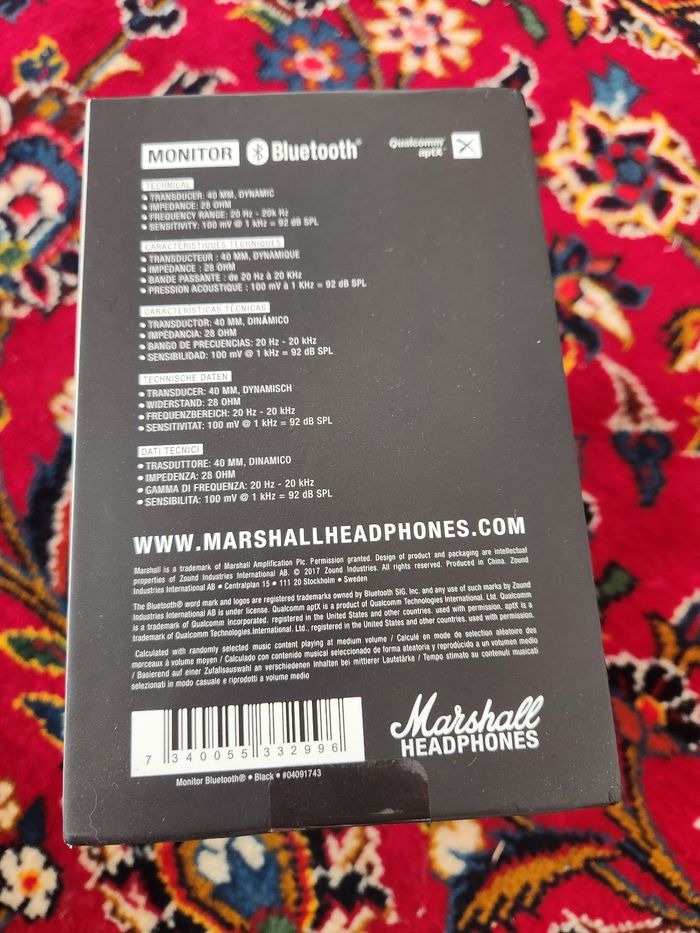 MONITOR Bluetooth® Qualcomm®
aptX™
TECHNICAL
• TRANSDUCER: 40 MM, DYNAMIC
• IMPEDANCE: 28 OHM
• FREQUENCY RANGE: 20 Hz - 20k Hz
• SENSITIVITY: 100 mV @ 1 kHz = 92 dB SPL
CARACTÉRISTIQUES TECHNIQUES
• TRANSDUCTEUR : 40 MM, DYNAMIQUE
• IMPÉDANCE : 28 OHM
• BANDE PASSANTE : de 20 Hz à 20 KHz
• PRESSION ACOUSTIQUE : 100 mV à 1 KHz = 92 dB SPL
CARACTERÍSTICAS TÉCNICAS
• TRANSDUCTOR: 40 MM, DINÁMICO
• IMPEDANCIA: 28 OHM
• BANGO DE PRECUENCIAS: 20 Hz - 20 kHz
• SENSIBILIDAD: 100 mV @ 1 kHz = 92 dB SPL
TECHNISCHE DATEN
• TRANSDUCER: 40 MM, DYNAMISCH
• WIDERSTAND: 28 OHM
• FREQUENZBEREICH: 20 Hz - 20 kHz
• SENSITIVITAT: 100 mV @ 1 kHz = 92 dB SPL
DATI TECNICI
• TRASDUTTORE: 40 MM, DINAMICO
• IMPEDENZA: 28 OHM
• GAMMA DI FREQUENZA: 20 Hz - 20 kHz
• SENSIBILITA: 100 mV @ 1 kHz = 92 dB SPL
WWW.MARSHALLHEADPHONES.COM
Marshall is a trademark of Marshall Amplification Plc. Permission granted. Design of product and packaging are intellectual
properties of Zound Industries International AB. © 2017 Zound Industries. All rights reserved. Produced in China. Zound
Industries International AB • Centralplan 15 • 111 20 Stockholm • Sweden
The Bluetooth® word mark and logos are registered trademarks owned by Bluetooth SIG. Inc. and any use of such marks by Zound
Industries International AB is under license. Qualcomm aptX is a product of Qualcomm Technologies International. Ltd. Qualcomm
is a trademark of Qualcomm Incorporated. registered in the United States and other countries. used with permission. aptX is a
trademark of Qualcomm Technologies.International. Ltd.. registered in the United States and other countries. used with permission.
Calculated with randomly selected music content playing at medium volume / Calculé en mode de selection aléatoire des
morceaux à volume moyen / Calculado con contenido musical seleccionado de forma aleatoria y reproducido a un volumen medio
/ Basierend auf einer Zufallsauswahl an verschiedenen Inhalten bei mittlerer Lautstärke / Tempo stimato su contenuti musicati
selezionati in modo casuale e riprodotti a volume medio
7 340055 332996
Monitor Bluetooth® • Black • #04091743
Marshall
HEADPHONES